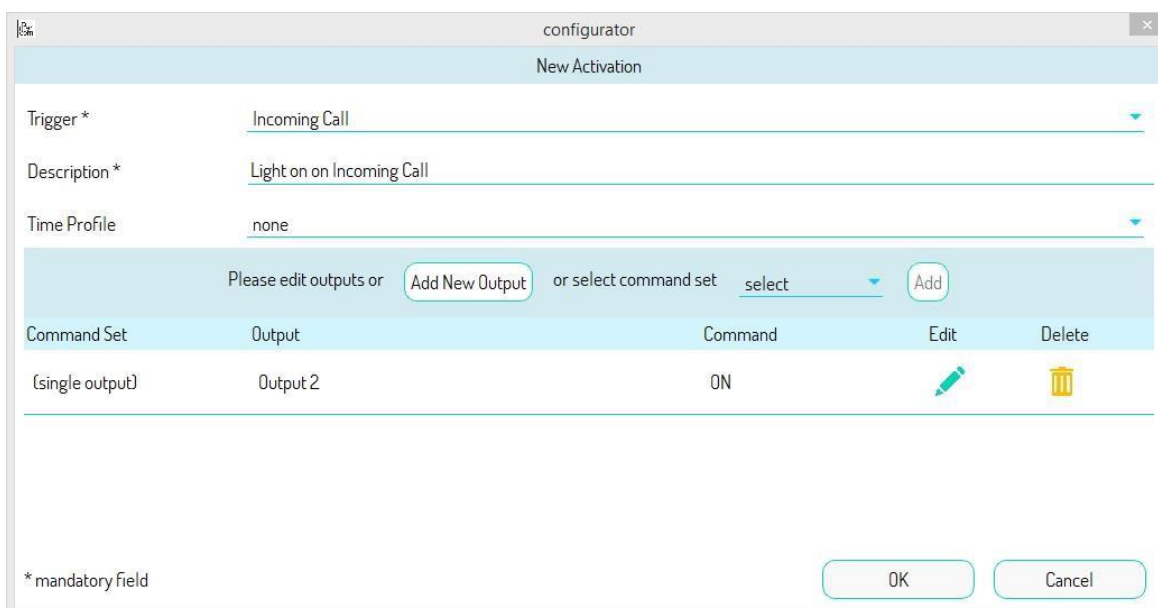 configurator
New Activation
Trigger * Incoming Call
Description * Light on on Incoming Call
Time Profile none
Please edit outputs or Add New Output or select command set select Add
Command Set Output Command Edit Delete
(single output) Output 2 ON
* mandatory field OK Cancel